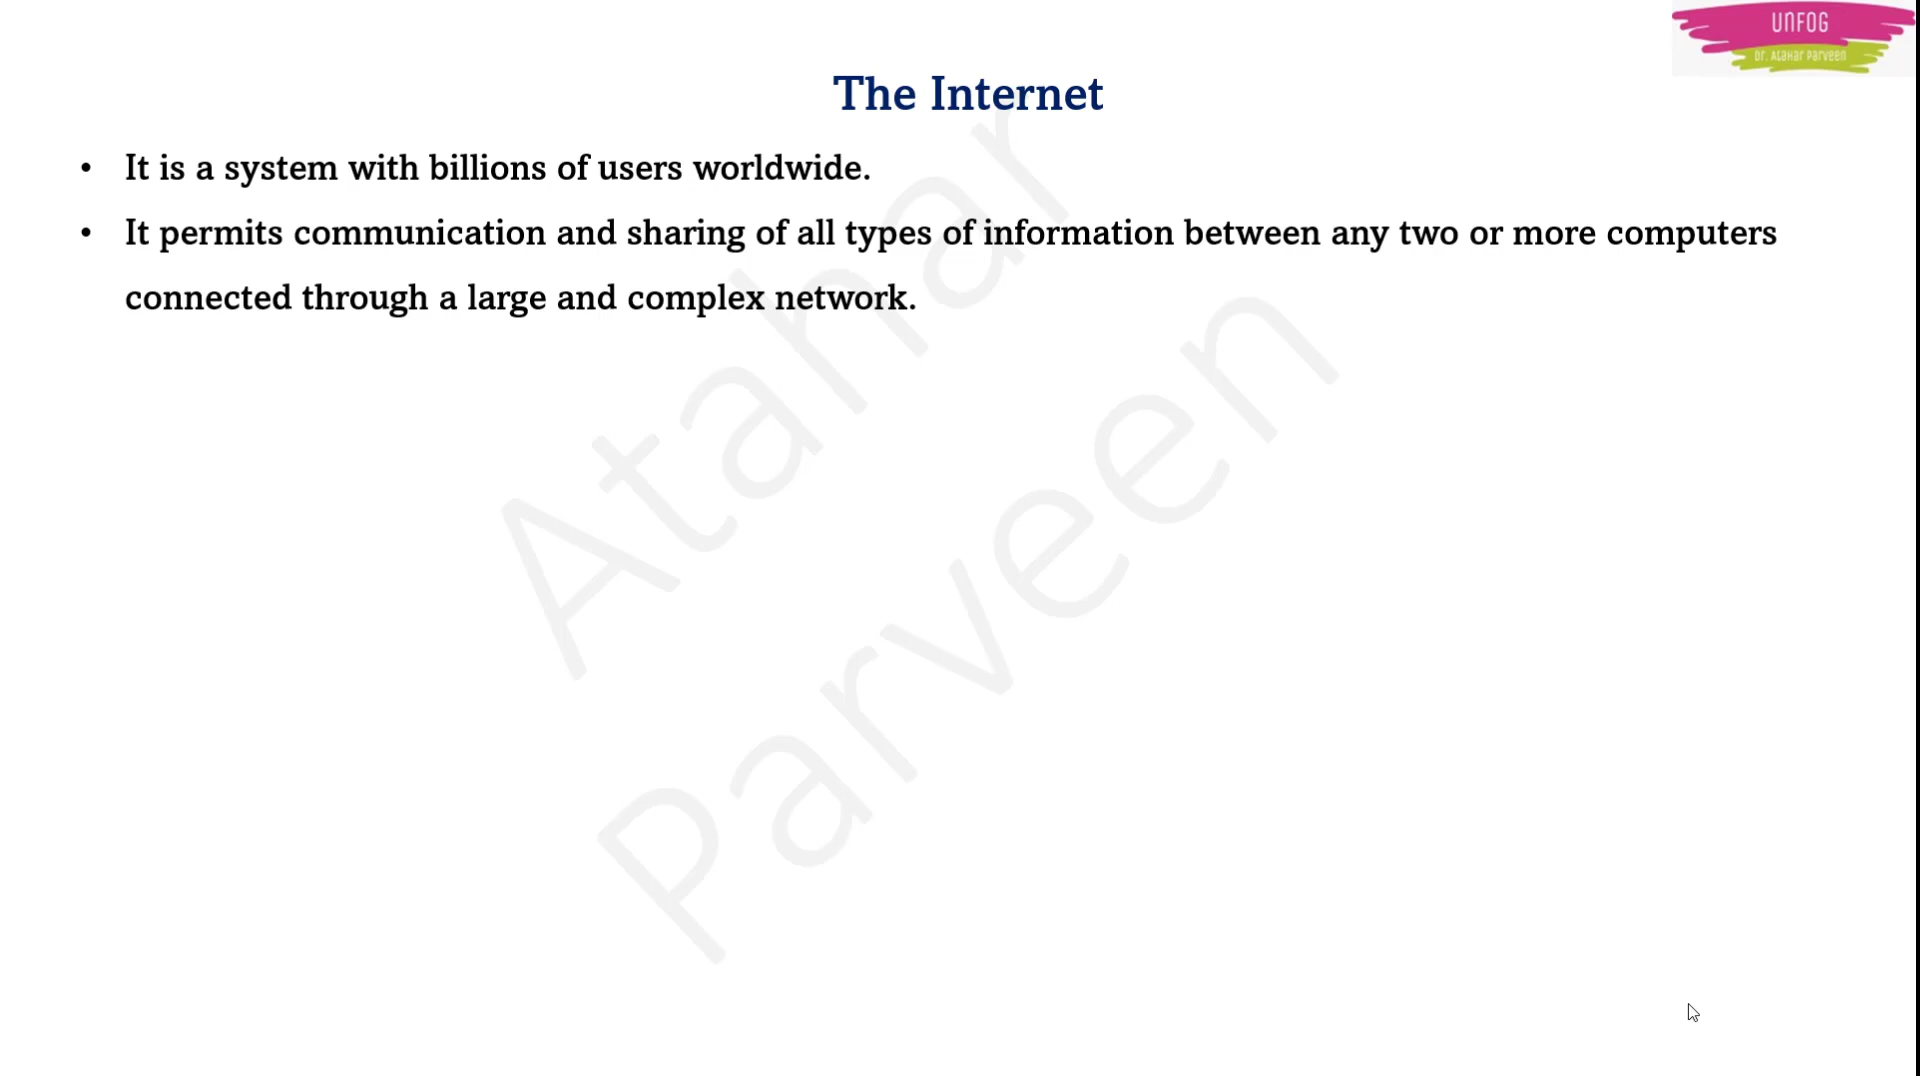 UNFOG
Dr. Atahar Parveen
The Internet
• It is a system with billions of users worldwide.
• It permits communication and sharing of all types of information between any two or more computers
connected through a large and complex network.
Atahar
Parveen